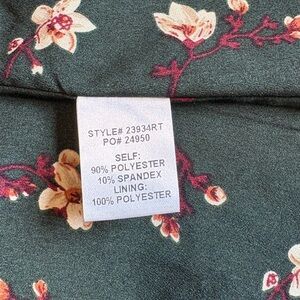 STYLE# 23934RT
PO# 24950
SELF:
90% POLYESTER
10% SPANDEX
LINING:
100% POLYESTER